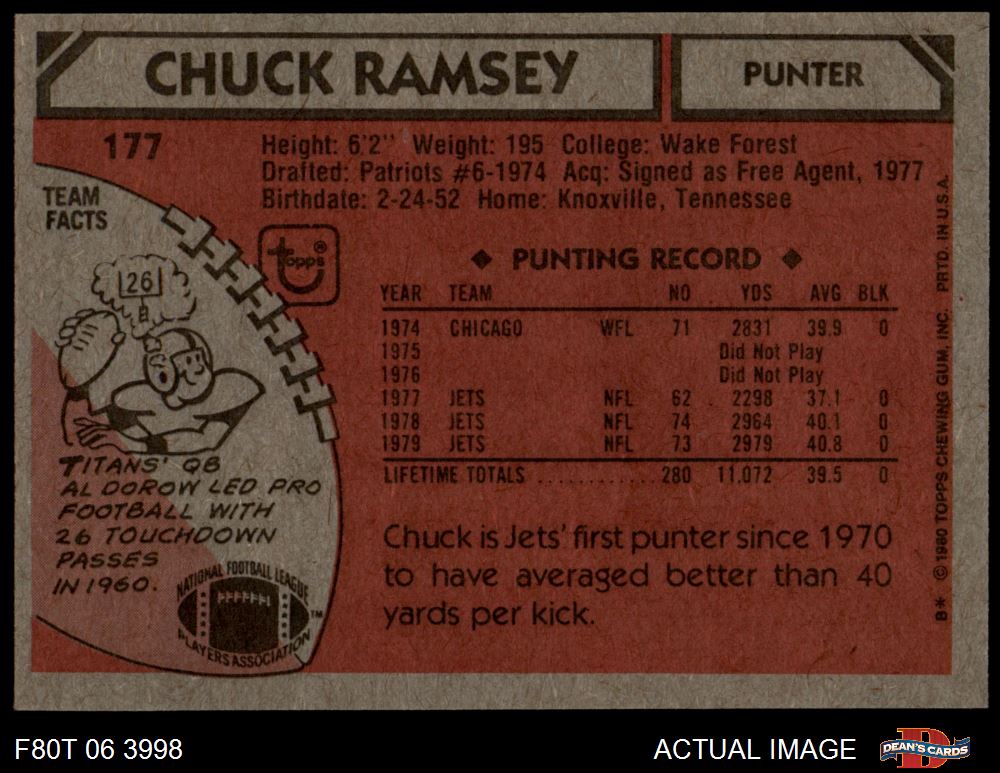 CHUCK RAMSEY
PUNTER
177
Height: 6'2" Weight: 195 College: Wake Forest
Drafted: Patriots #6-1974 Acq: Signed as Free Agent, 1977
Birthdate: 2-24-52 Home: Knoxville, Tennessee
TEAM
FACTS
26
topps®
◆ PUNTING RECORD ◆
YEAR TEAM NO YDS AVG BLK
1974 CHICAGO WFL 71 2831 39.9 0
1975 Did Not Play
1976 Did Not Play
1977 JETS NFL 62 2298 37.1 0
1978 JETS NFL 74 2964 40.1 0
1979 JETS NFL 73 2979 40.8 0
LIFETIME TOTALS ............ 280 11,072 39.5 0
TITANS' QB
AL DOROW LED PRO
FOOTBALL WITH
26 TOUCHDOWN
PASSES
IN 1960.
NATIONAL FOOTBALL LEAGUE
PLAYERS ASSOCIATION
TM
Chuck is Jets' first punter since 1970
to have averaged better than 40
yards per kick.
B* © 1980 TOPPS CHEWING GUM, INC. PRTD. IN U.S.A.
F80T 06 3998
ACTUAL IMAGE
DEAN'S CARDS